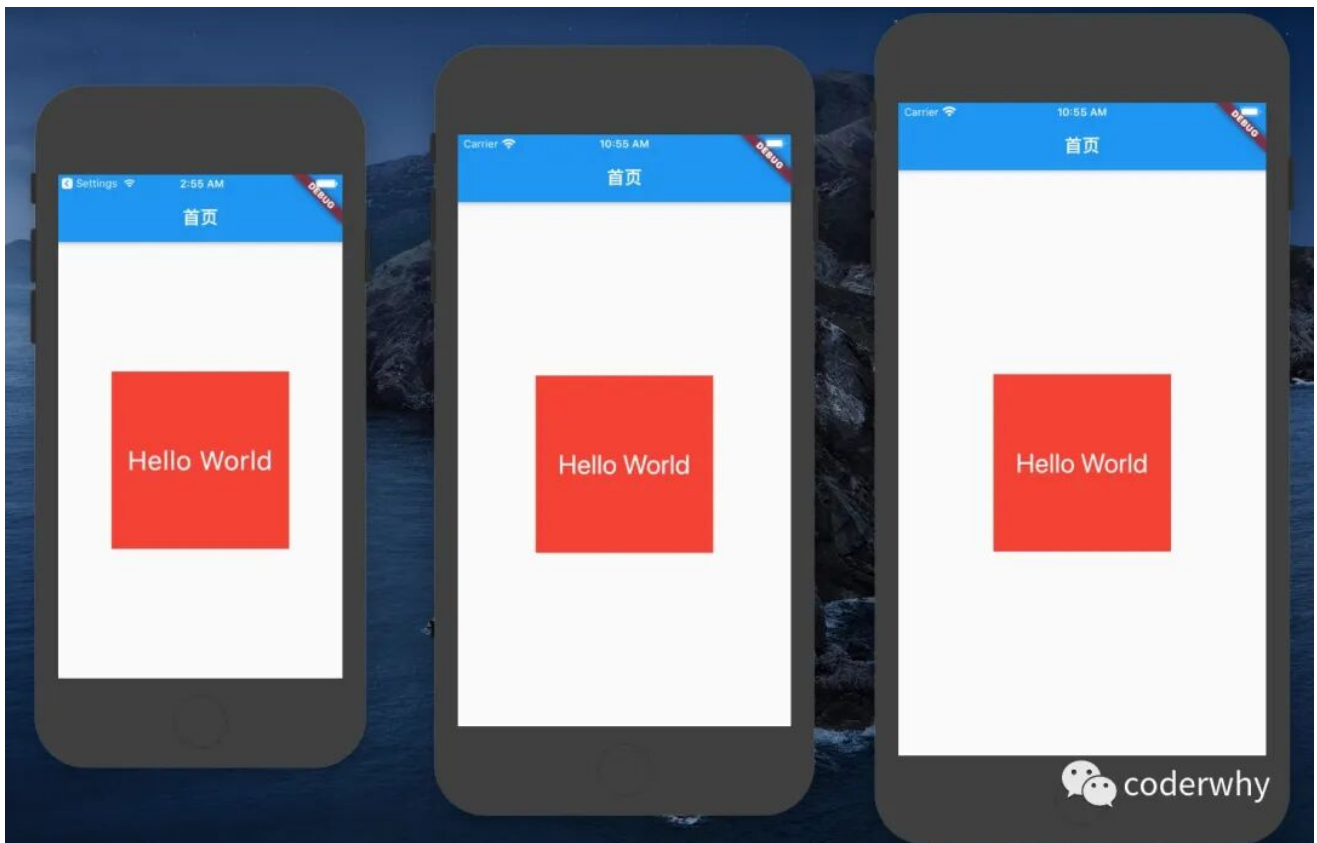 Settings 2:55 AM
DEBUG
首页
Hello World
Carrier 10:55 AM
DEBUG
首页
Hello World
Carrier 10:55 AM
DEBUG
首页
Hello World
coderwhy